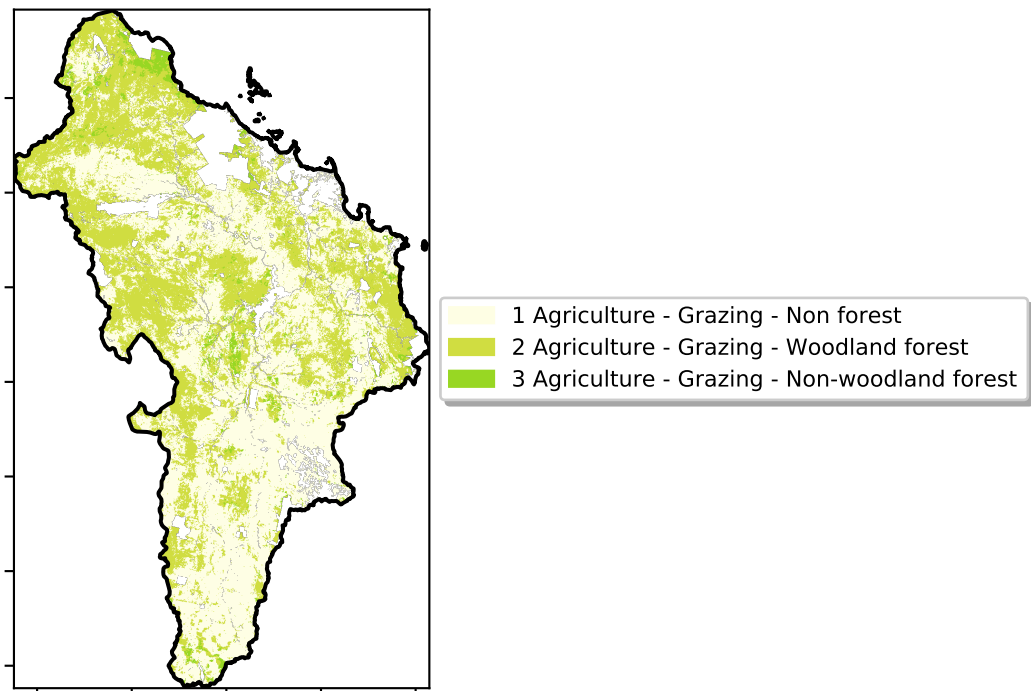 1 Agriculture - Grazing - Non forest
2 Agriculture - Grazing - Woodland forest
3 Agriculture - Grazing - Non-woodland forest